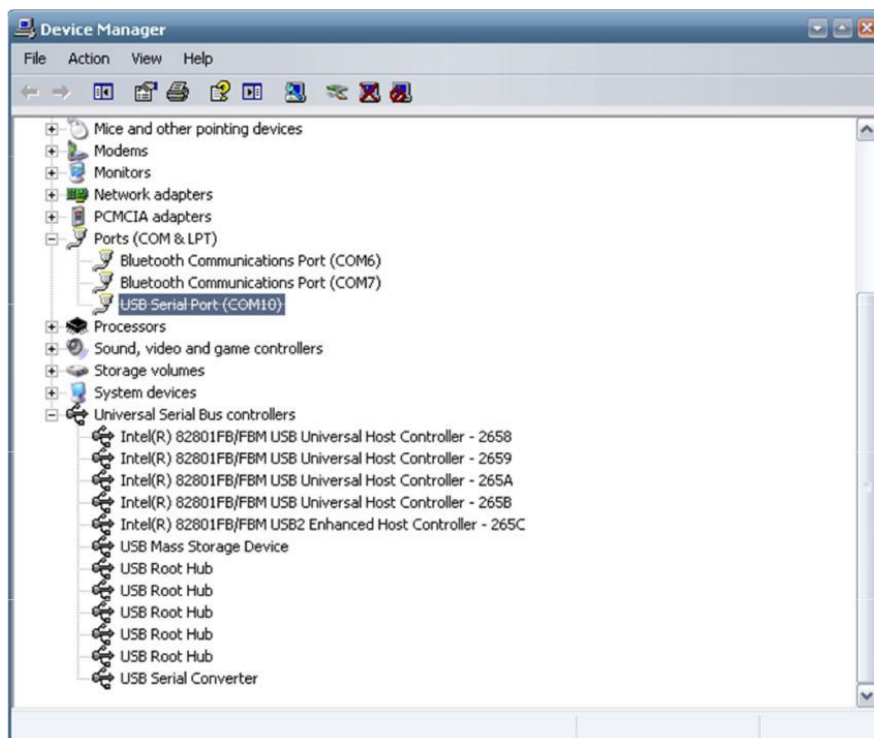 Device Manager
File Action View Help
Mice and other pointing devices
Modems
Monitors
Network adapters
PCMCIA adapters
Ports (COM & LPT)
Bluetooth Communications Port (COM6)
Bluetooth Communications Port (COM7)
USB Serial Port (COM10)
Processors
Sound, video and game controllers
Storage volumes
System devices
Universal Serial Bus controllers
Intel(R) 82801FB/FBM USB Universal Host Controller - 2658
Intel(R) 82801FB/FBM USB Universal Host Controller - 2659
Intel(R) 82801FB/FBM USB Universal Host Controller - 265A
Intel(R) 82801FB/FBM USB Universal Host Controller - 265B
Intel(R) 82801FB/FBM USB2 Enhanced Host Controller - 265C
USB Mass Storage Device
USB Root Hub
USB Root Hub
USB Root Hub
USB Root Hub
USB Root Hub
USB Serial Converter